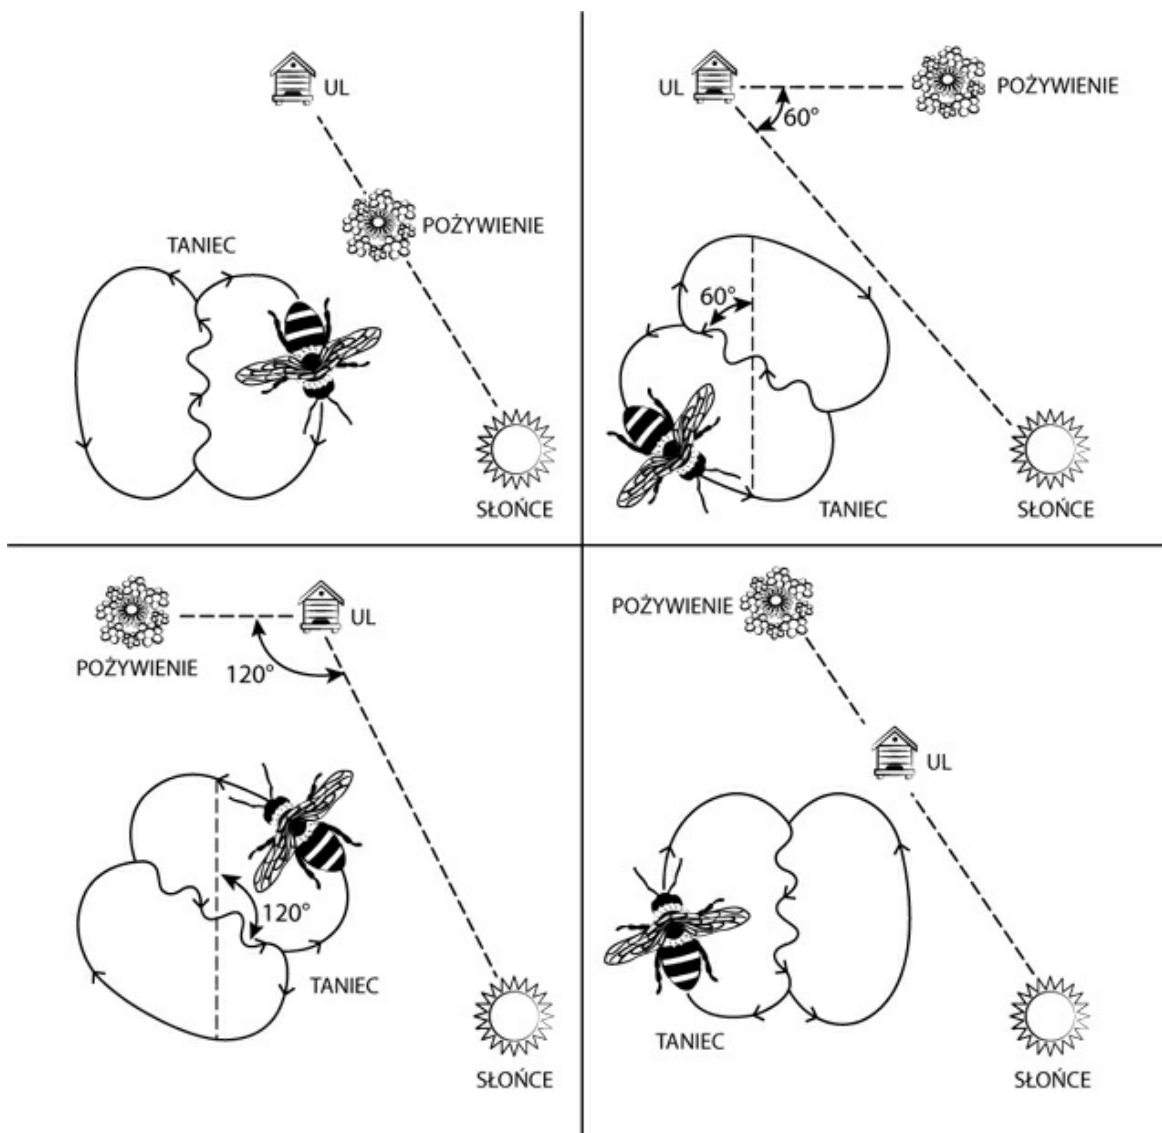 UL
POŻYWIENIE
TANIEC
SŁOŃCE
UL
POŻYWIENIE
60°
60°
TANIEC
SŁOŃCE
UL
POŻYWIENIE
120°
120°
TANIEC
SŁOŃCE
POŻYWIENIE
UL
TANIEC
SŁOŃCE